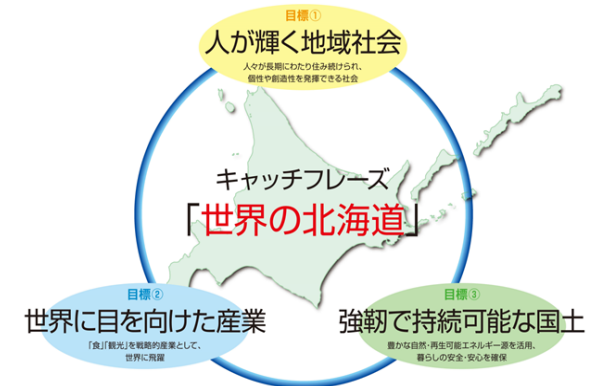 目標①
人が輝く地域社会
人々が長期にわたり住み続けられ、
個性や創造性を発揮できる社会
キャッチフレーズ
「世界の北海道」
目標②
世界に目を向けた産業
「食」「観光」を戦略的産業として、
世界に飛躍
目標③
強靭で持続可能な国土
豊かな自然・再生可能エネルギー源を活用、
暮らしの安全・安心を確保